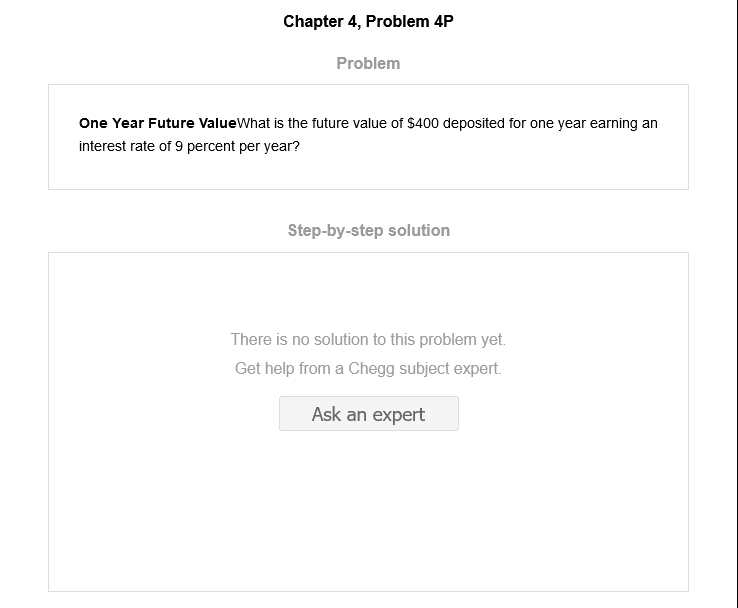 Chapter 4, Problem 4P
Problem
One Year Future ValueWhat is the future value of $400 deposited for one year earning an
interest rate of 9 percent per year?
Step-by-step solution
There is no solution to this problem yet.
Get help from a Chegg subject expert.
Ask an expert